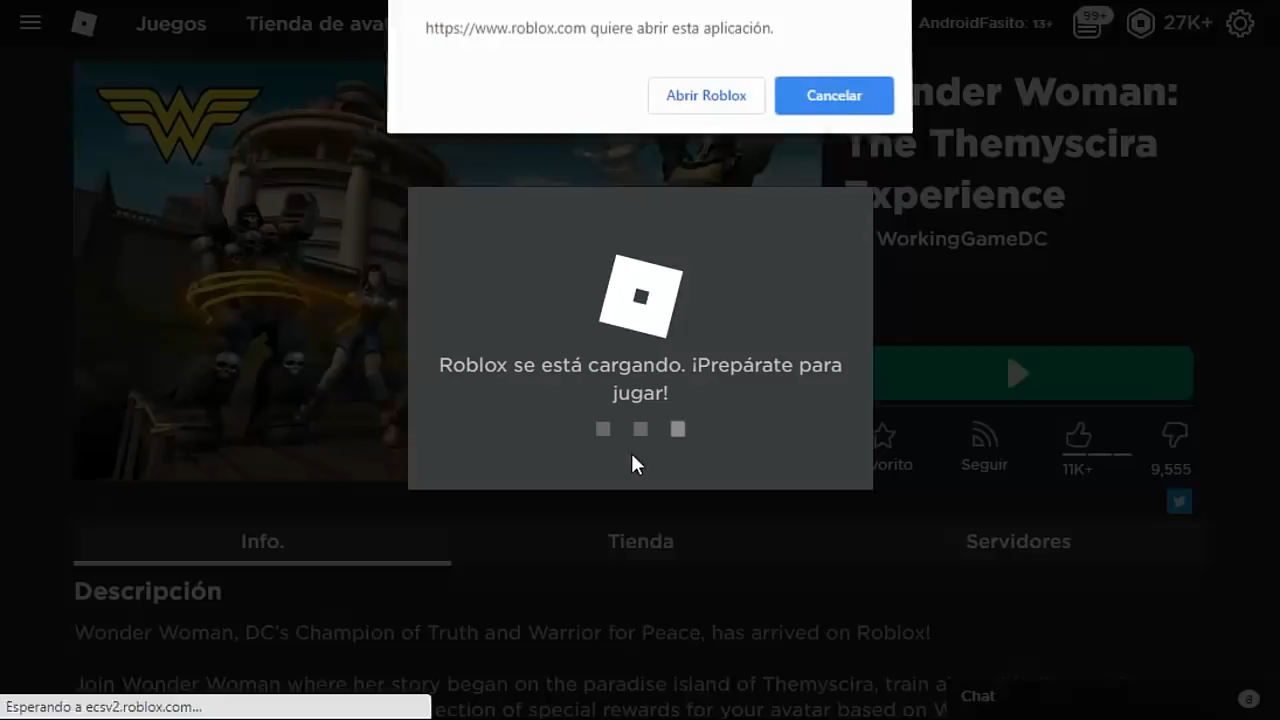 https://www.roblox.com quiere abrir esta aplicación.
Abrir Roblox
Cancelar
Juegos
Tienda de ava
AndroidFasito: 13+
99+
27K+
nder Woman:
The Themyscira
Experience
WorkingGameDC
Roblox se está cargando. ¡Prepárate para
jugar!
vorito
Seguir
11K+
9,555
Info.
Tienda
Servidores
Descripción
Wonder Woman, DC's Champion of Truth and Warrior for Peace, has arrived on Roblox!
Join Wonder Woman where her story began on the paradise island of Themyscira, train a
ection of special rewards for your avatar based on W
Chat
Esperando a ecsv2.roblox.com...